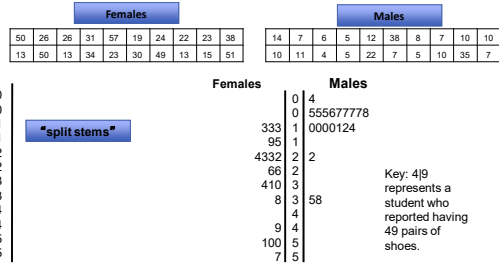 Females
Males
50 26 26 31 57 19 24 22 23 38
13 50 13 34 23 30 49 13 15 51
14 7 6 5 12 38 8 7 10 10
10 11 4 5 22 7 5 10 35 7
"split stems"
Females Males
0 4
0 555677778
333 1 0000124
95 1
4332 2 2
66 2
410 3
8 3 58
4
9 4
100 5
7 5
Key: 4|9
represents a
student who
reported having
49 pairs of
shoes.